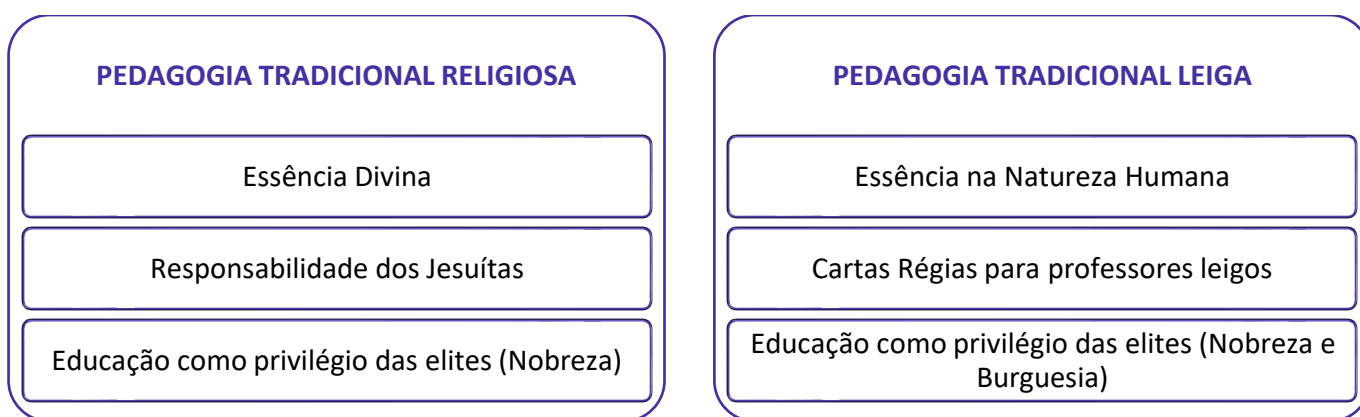 PEDAGOGIA TRADICIONAL RELIGIOSA
Essência Divina
Responsabilidade dos Jesuítas
Educação como privilégio das elites (Nobreza)
PEDAGOGIA TRADICIONAL LEIGA
Essência na Natureza Humana
Cartas Régias para professores leigos
Educação como privilégio das elites (Nobreza e
Burguesia)